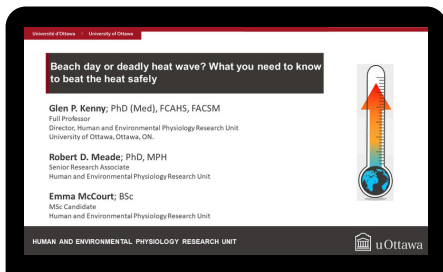 Université d'Ottawa | University of Ottawa
Beach day or deadly heat wave? What you need to know
to beat the heat safely
Glen P. Kenny; PhD (Med), FCAHS, FACSM
Full Professor
Director, Human and Environmental Physiology Research Unit
University of Ottawa, Ottawa, ON.
Robert D. Meade; PhD, MPH
Senior Research Associate
Human and Environmental Physiology Research Unit
Emma McCourt; BSc
MSc Candidate
Human and Environmental Physiology Research Unit
HUMAN AND ENVIRONMENTAL PHYSIOLOGY RESEARCH UNIT
uOttawa